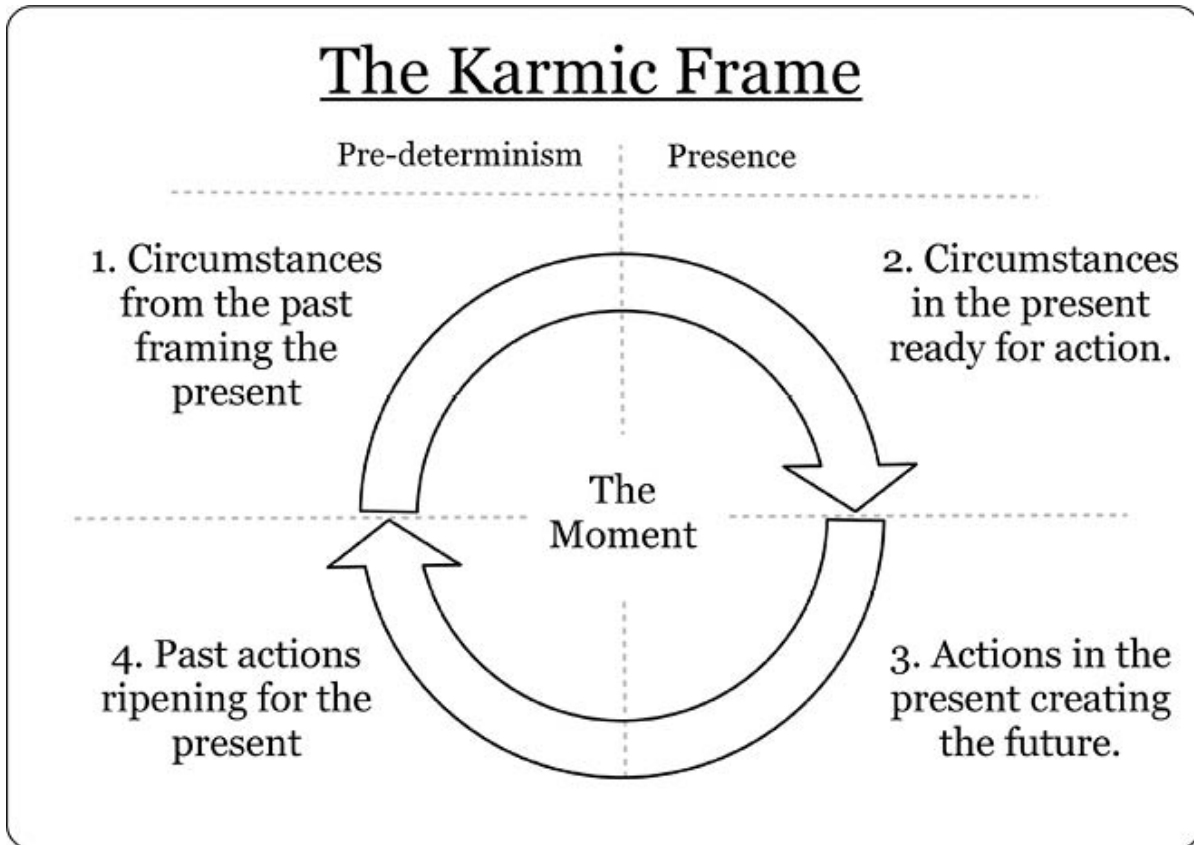 The Karmic Frame
Pre-determinism
Presence
1. Circumstances
from the past
framing the
present
2. Circumstances
in the present
ready for action.
The
Moment
4. Past actions
ripening for the
present
3. Actions in the
present creating
the future.